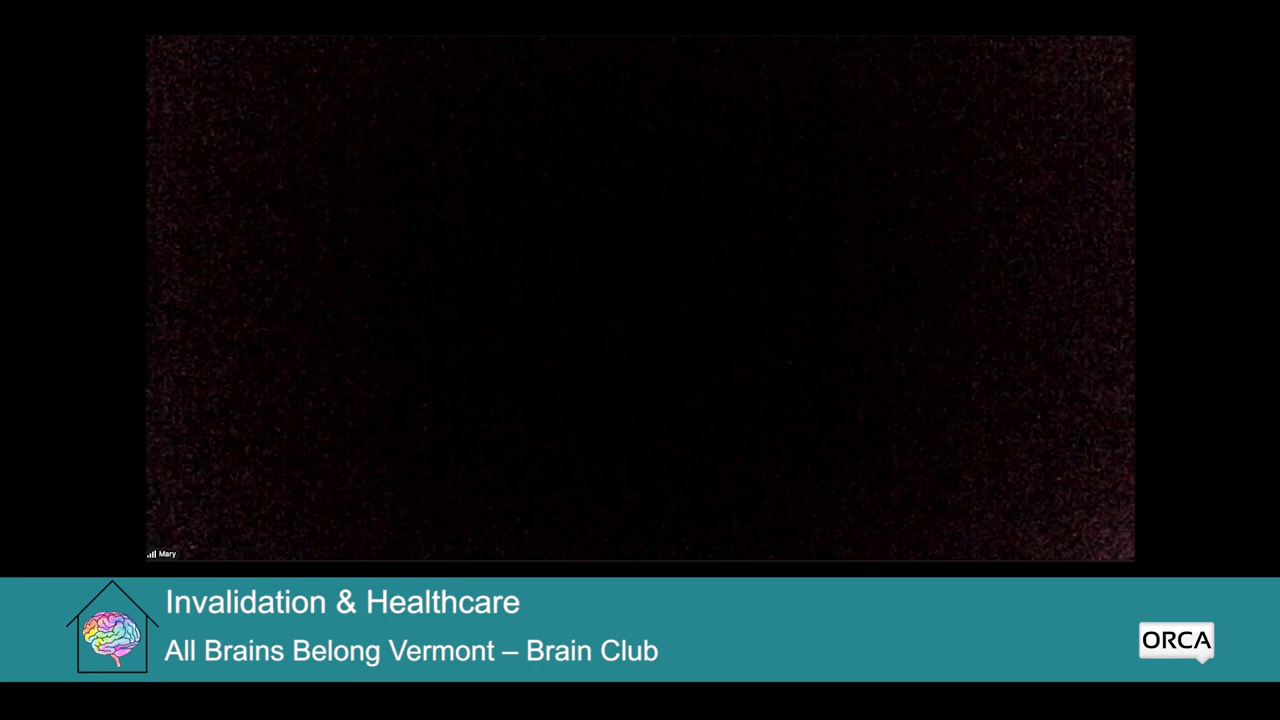 Mary
Invalidation & Healthcare
All Brains Belong Vermont – Brain Club
ORCA